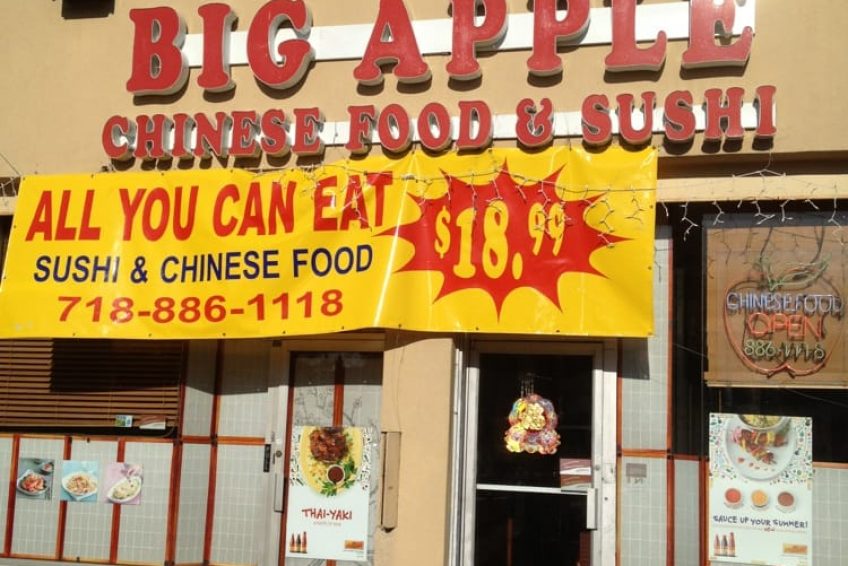 BIG APPLE
CHINESE FOOD & SUSHI
ALL YOU CAN EAT
SUSHI & CHINESE FOOD
718-886-1118
$18.99
CHINESE FOOD
OPEN
886-1118
THAI-YAKI
SAUCE UP YOUR SUMMER!